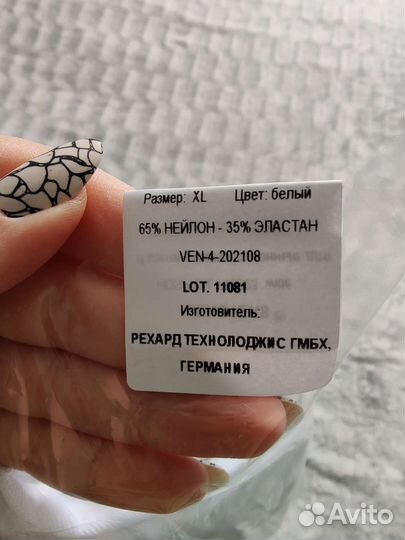 Размер: XL Цвет: белый
65% НЕЙЛОН - 35% ЭЛАСТАН
VEN-4-202108
LOT. 11081
Изготовитель:
РЕХАРД ТЕХНОЛОДЖИС ГМБХ,
ГЕРМАНИЯ
Avito